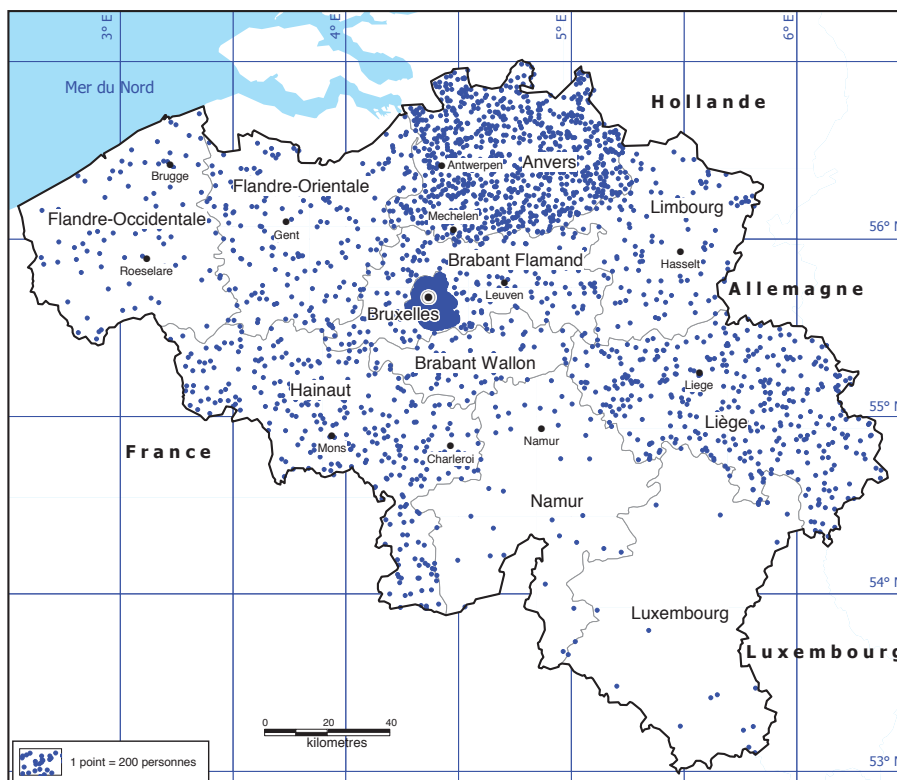 3° E
4° E
5° E
6° E
Mer du Nord
Hollande
Antwerpen
Anvers
Brugge
Flandre-Orientale
Flandre-Occidentale
Limbourg
Mechelen
Gent
56° N
Roeselare
Brabant Flamand
Hasselt
Leuven
Allemagne
Bruxelles
Brabant Wallon
Hainaut
Liege
Liège
55° N
Mons
Namur
France
Charleroi
Namur
54° N
Luxembourg
Luxembourg
0 20 40
kilometres
1 point = 200 personnes
53° N